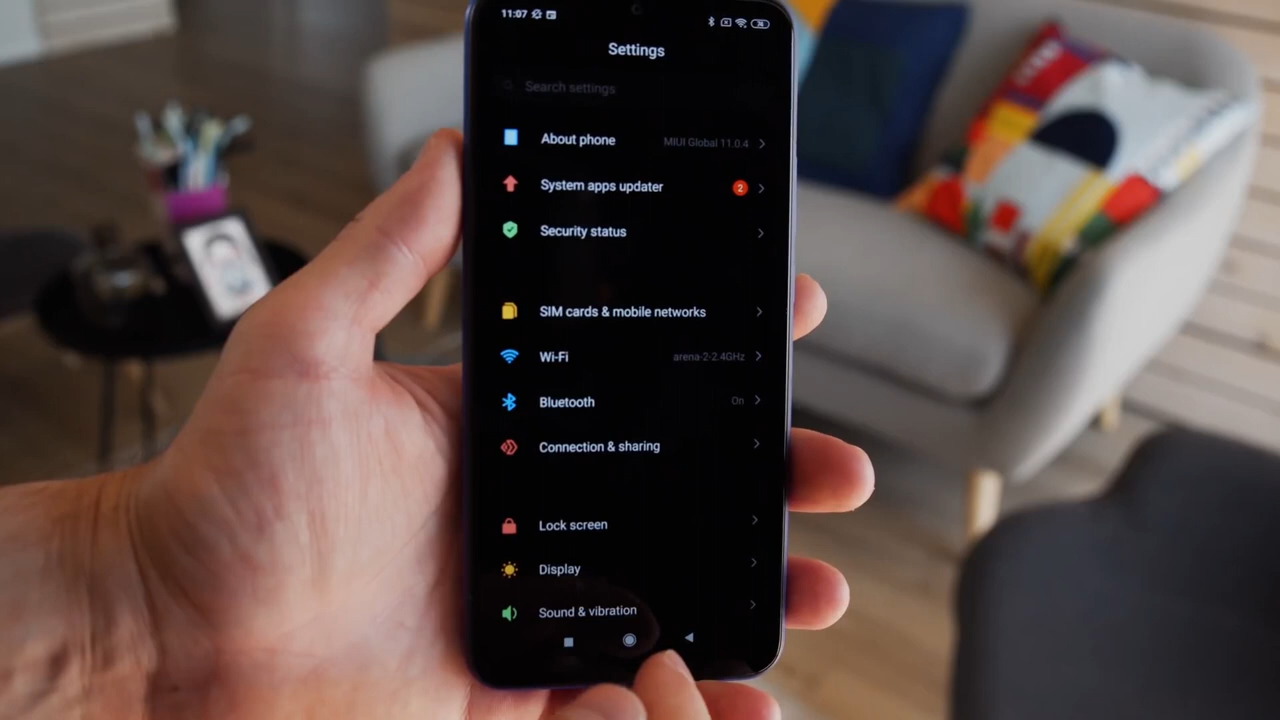 11:07
Settings
Search settings
About phone MIUI Global 11.0.4
System apps updater 2
Security status
SIM cards & mobile networks
Wi-Fi arena-2-2.4GHz
Bluetooth On
Connection & sharing
Lock screen
Display
Sound & vibration